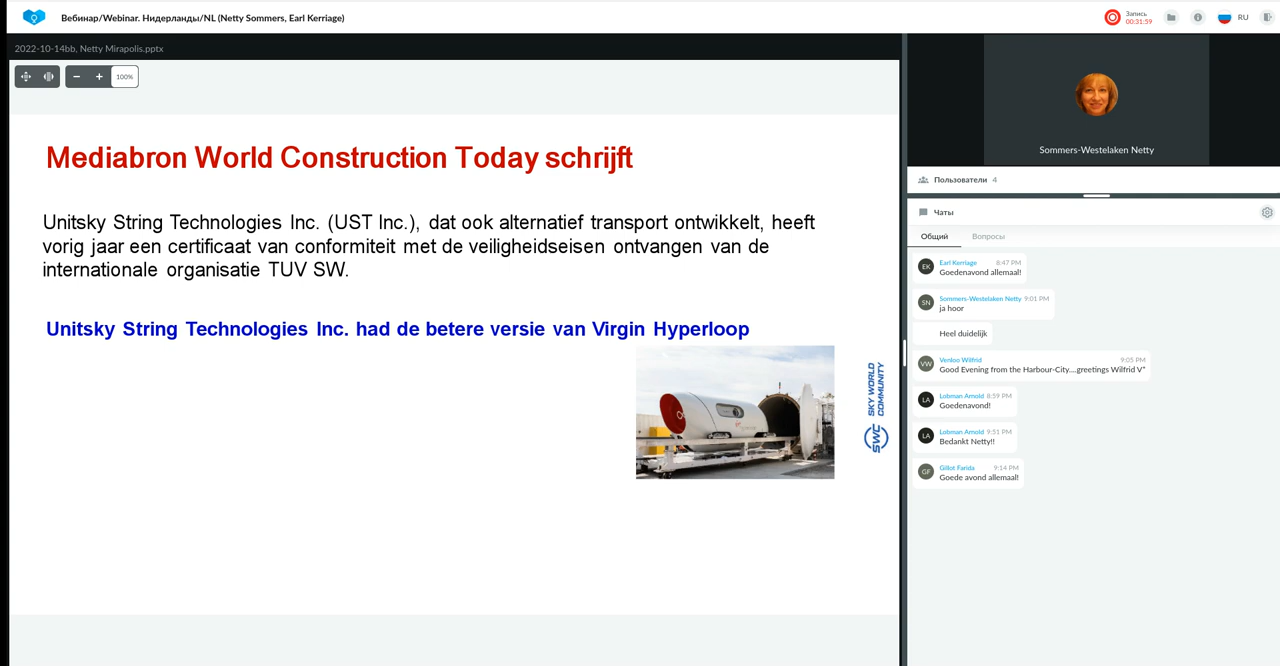 Вебинар/Webinar. Нидерланды/NL (Netty Sommers, Earl Kerriage)
Запись
00:31:59
RU
2022-10-14bb, Netty Mirapolis.pptx
100%
Mediabron World Construction Today schrijft
Unitsky String Technologies Inc. (UST Inc.), dat ook alternatief transport ontwikkelt, heeft
vorig jaar een certificaat van conformiteit met de veiligheidseisen ontvangen van de
internationale organisatie TUV SW.
Unitsky String Technologies Inc. had de betere versie van Virgin Hyperloop
SWC SKY WORLD
COMMUNITY
Sommers-Westelaken Netty
Пользователи 4
Чаты
Общий Вопросы
EK Earl Kerriage 8:47 PM
Goedenavond allemaal!
SN Sommers-Westelaken Netty 9:01 PM
ja hoor
Heel duidelijk
VW Venloo Wilfrid 9:05 PM
Good Evening from the Harbour-City....greetings Wilfrid V"
LA Lobman Arnold 8:59 PM
Goedenavond!
LA Lobman Arnold 9:51 PM
Bedankt Netty!!
GF Gillot Farida 9:14 PM
Goede avond allemaal!